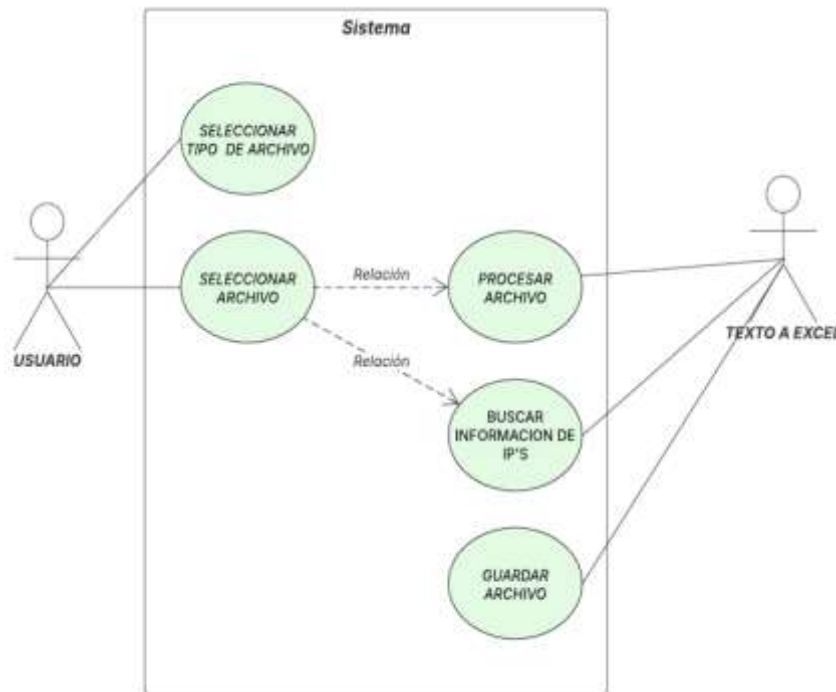 Sistema
SELECCIONAR
TIPO DE ARCHIVO
SELECCIONAR
ARCHIVO
Relación
PROCESAR
ARCHIVO
USUARIO
TEXTO A EXCEL
Relación
BUSCAR
INFORMACION DE
IP'S
GUARDAR
ARCHIVO